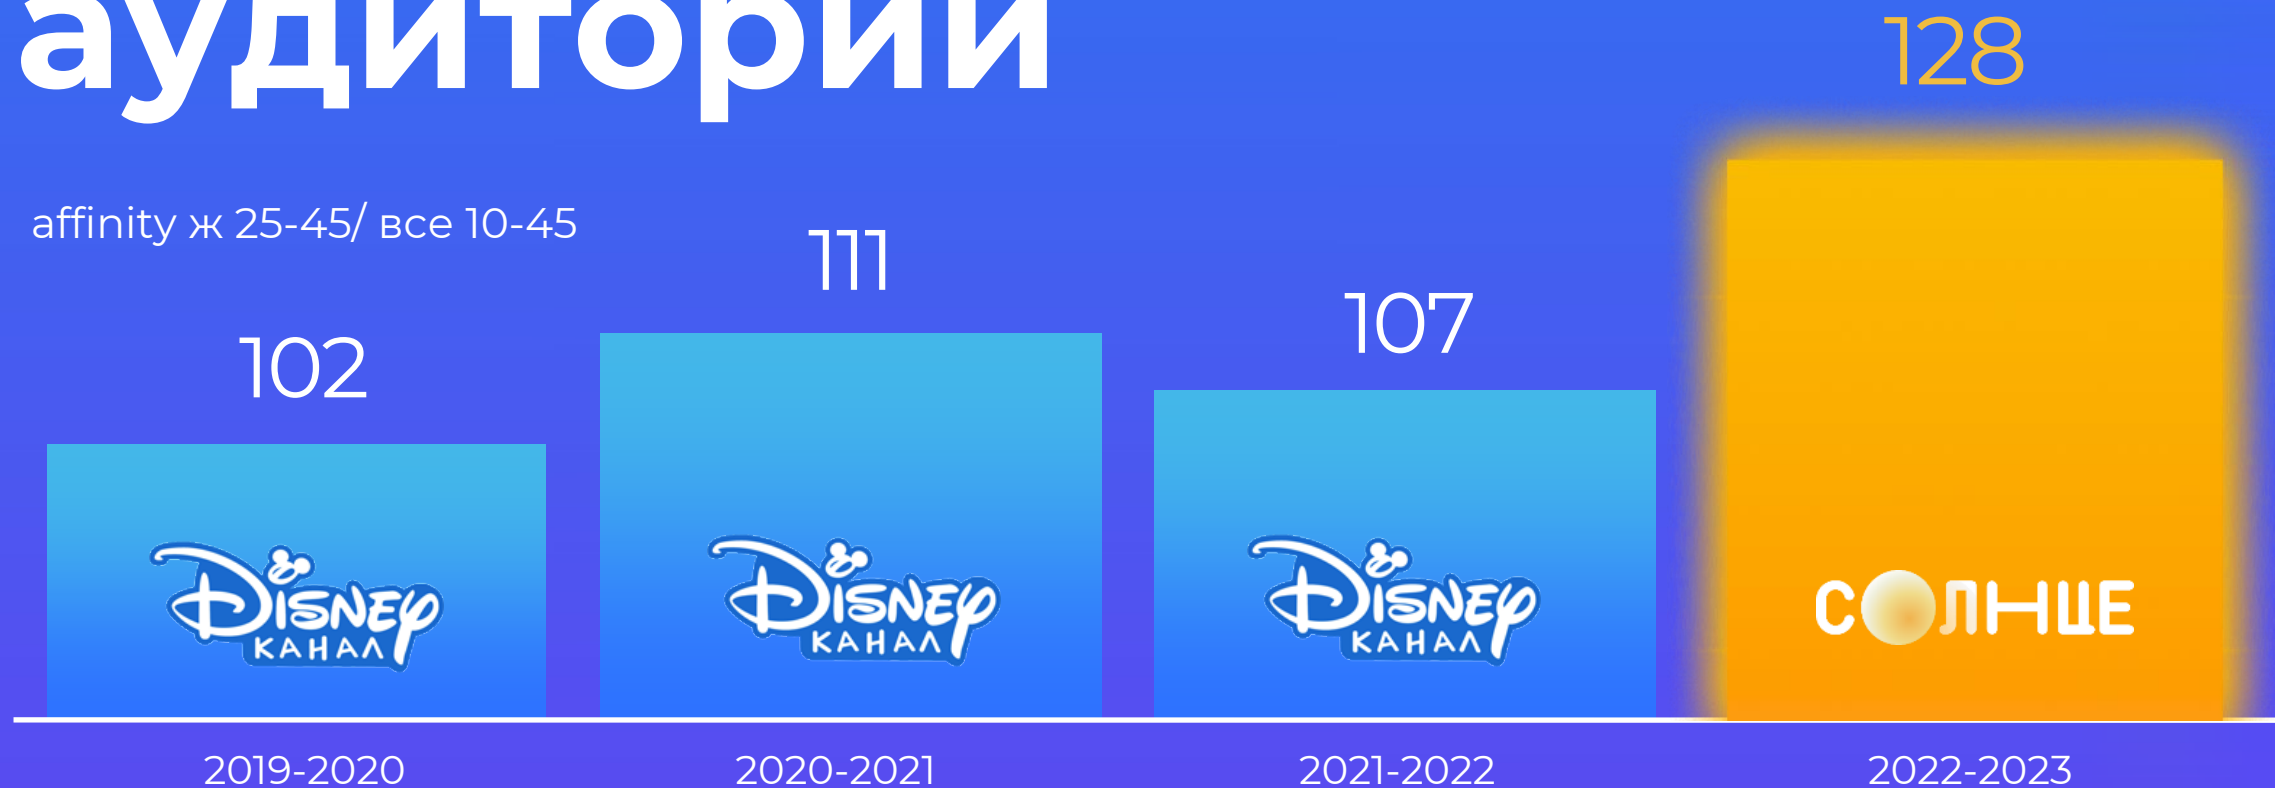 аудитории
128
affinity ж 25-45/ все 10-45
111
107
102
Disney
КАНАЛ
Disney
КАНАЛ
Disney
КАНАЛ
СОЛНЦЕ
2019-2020
2020-2021
2021-2022
2022-2023